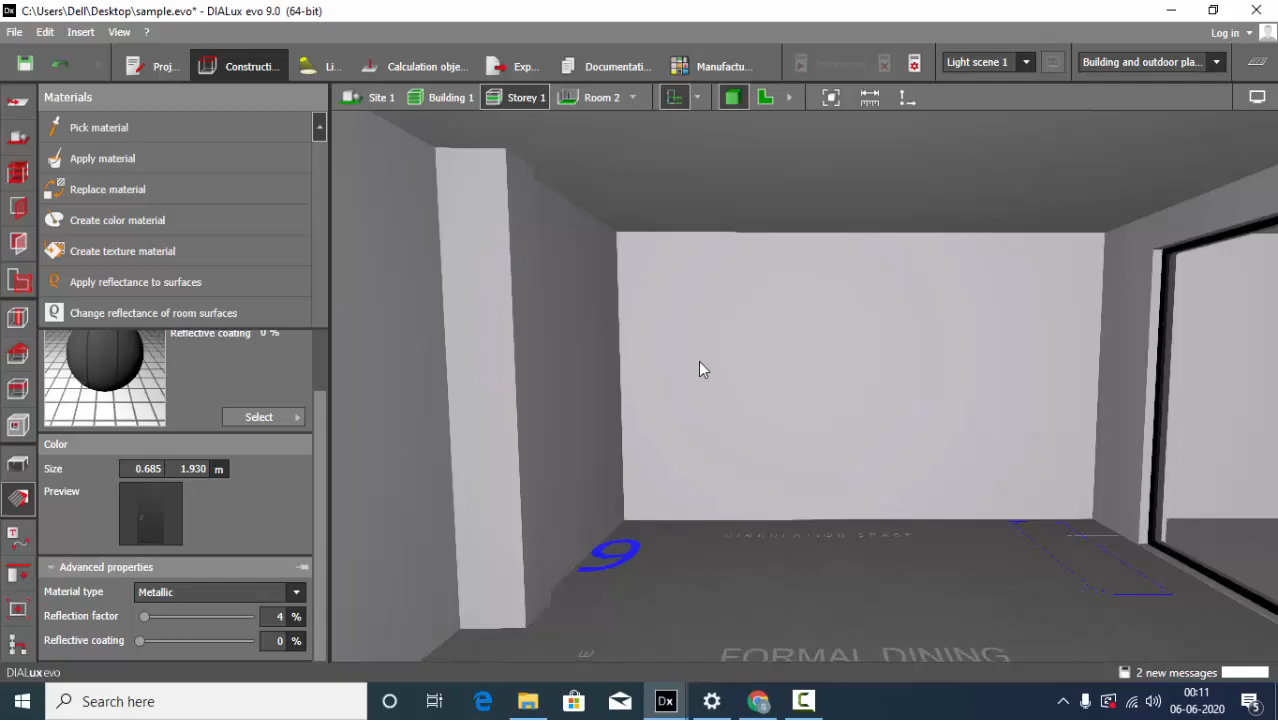 C:\Users\Dell\Desktop\sample.evo* - DIALux evo 9.0 (64-bit)
File Edit Insert View ?
Log in
Proj... Constructi... Li... Calculation obje... Exp... Documentati... Manufactu...
Light scene 1
Building and outdoor pla...
Materials
Site 1 Building 1 Storey 1 Room 2
Pick material
Apply material
Replace material
Create color material
Create texture material
Apply reflectance to surfaces
Change reflectance of room surfaces
Reflective coating 0 %
Select
Color
Size 0.685 1.930 m
Preview
Advanced properties
Material type Metallic
Reflection factor 4 %
Reflective coating 0 %
FORMAL DINING
DIALux evo
2 new messages
Search here
00:11
06-06-2020
5